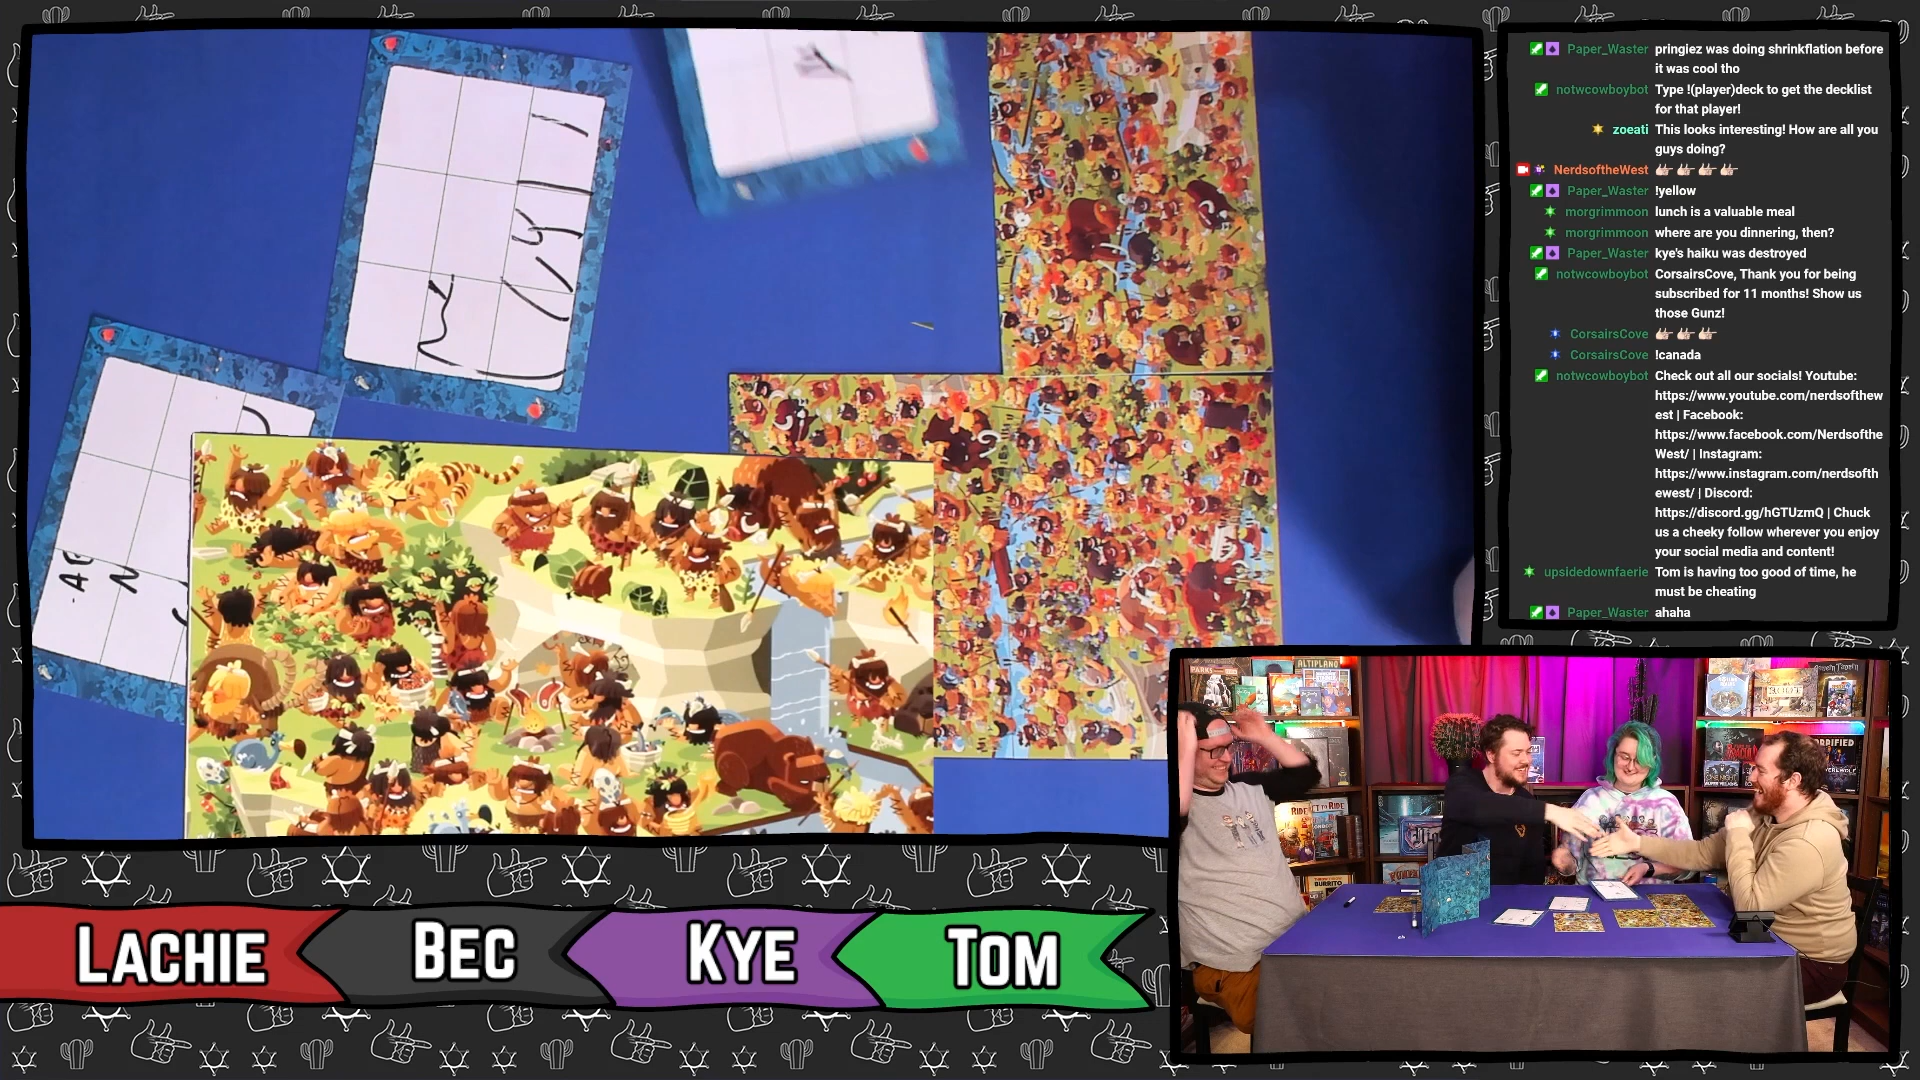 Paper_Waster pringiez was doing shrinkflation before
it was cool tho
notwcowboybot Type !(player)deck to get the decklist
for that player!
zoeati This looks interesting! How are all you
guys doing?
NerdsoftheWest
Paper_Waster !yellow
morgrimmoon lunch is a valuable meal
morgrimmoon where are you dinnering, then?
Paper_Waster kye's haiku was destroyed
notwcowboybot CorsairsCove, Thank you for being
subscribed for 11 months! Show us
those Gunz!
CorsairsCove
CorsairsCove !canada
notwcowboybot Check out all our socials! Youtube:
https://www.youtube.com/nerdsofthew
est | Facebook:
https://www.facebook.com/Nerdsofthe
West/ | Instagram:
https://www.instagram.com/nerdsofth
ewest/ | Discord:
https://discord.gg/hGTUzmQ | Chuck
us a cheeky follow wherever you enjoy
your social media and content!
upsidedownfaerie Tom is having too good of time, he
must be cheating
Paper_Waster ahaha
PARKS
ALTIPLANO
ROOT
HORRIFIED
BURRITO
LACHIE
BEC
KYE
TOM